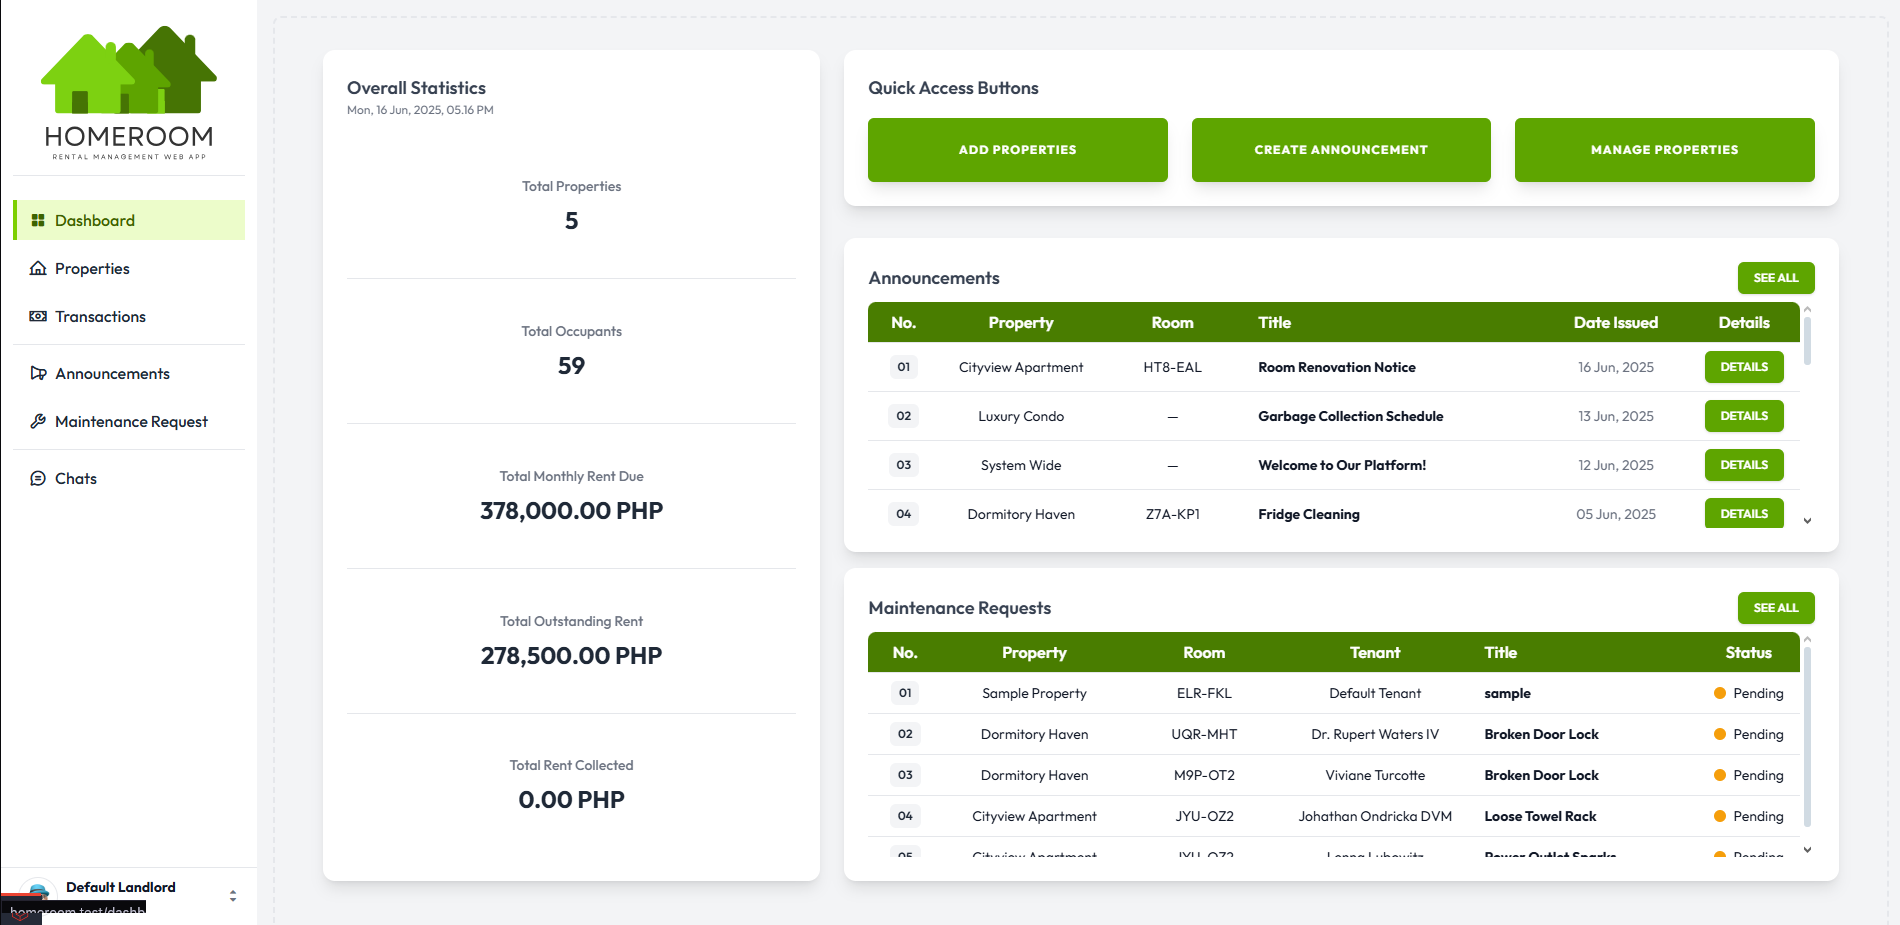 HOMEROOM
RENTAL MANAGEMENT WEB APP
Dashboard
Properties
Transactions
Announcements
Maintenance Request
Chats
Default Landlord
homeroom.test/dashb
Overall Statistics
Mon, 16 Jun, 2025, 05.16 PM
Total Properties
5
Total Occupants
59
Total Monthly Rent Due
378,000.00 PHP
Total Outstanding Rent
278,500.00 PHP
Total Rent Collected
0.00 PHP
Quick Access Buttons
ADD PROPERTIES CREATE ANNOUNCEMENT MANAGE PROPERTIES
Announcements SEE ALL
No. Property Room Title Date Issued Details
01 Cityview Apartment HT8-EAL Room Renovation Notice 16 Jun, 2025 DETAILS
02 Luxury Condo — Garbage Collection Schedule 13 Jun, 2025 DETAILS
03 System Wide — Welcome to Our Platform! 12 Jun, 2025 DETAILS
04 Dormitory Haven Z7A-KP1 Fridge Cleaning 05 Jun, 2025 DETAILS
Maintenance Requests SEE ALL
No. Property Room Tenant Title Status
01 Sample Property ELR-FKL Default Tenant sample Pending
02 Dormitory Haven UQR-MHT Dr. Rupert Waters IV Broken Door Lock Pending
03 Dormitory Haven M9P-OT2 Viviane Turcotte Broken Door Lock Pending
04 Cityview Apartment JYU-OZ2 Johathan Ondricka DVM Loose Towel Rack Pending
05 Cityview Apartment Power Outlet Sparks Pending